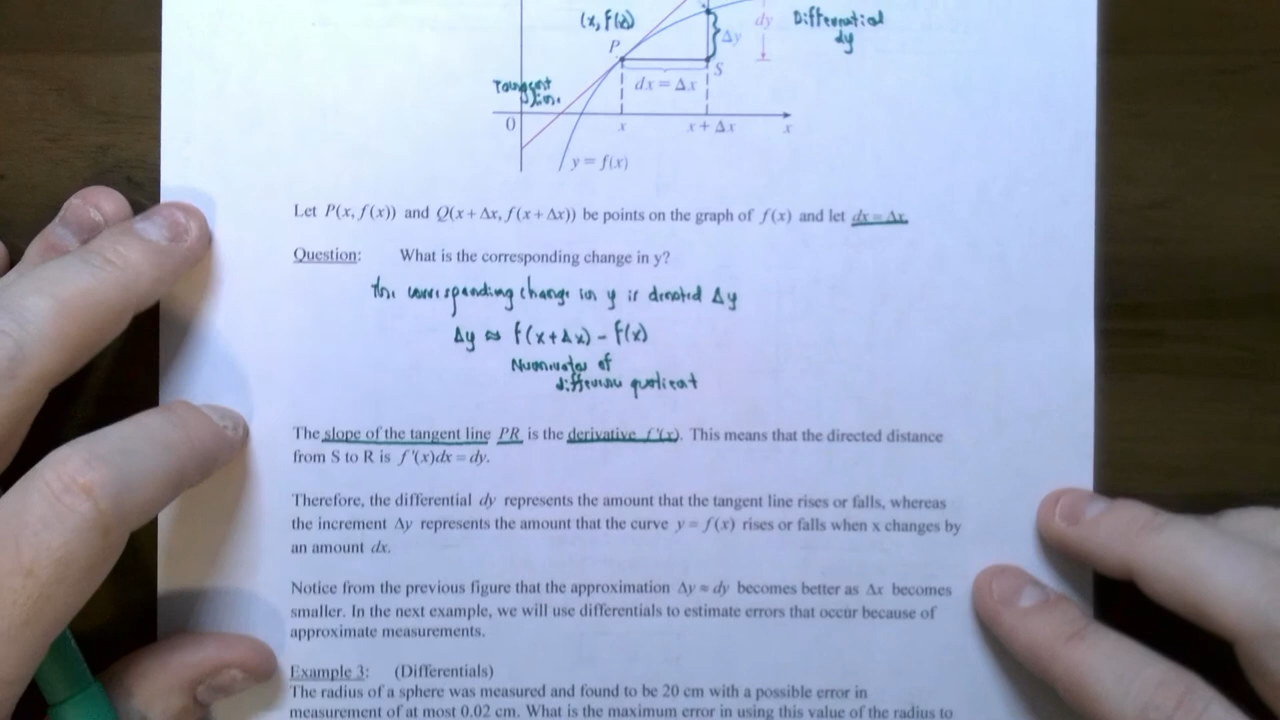 (x, f(x))
dy
Differential
dy
P
Δy
S
dx = Δx
Tangent
line
0
x
x + Δx
x
y = f(x)
Let P(x, f(x)) and Q(x + Δx, f(x + Δx)) be points on the graph of f(x) and let dx = Δx.
Question: What is the corresponding change in y?
the corresponding change in y is denoted Δy
Δy ≈ f(x+Δx) - f(x)
Numerator of
difference quotient
The slope of the tangent line PR is the derivative f'(x). This means that the directed distance
from S to R is f'(x)dx = dy.
Therefore, the differential dy represents the amount that the tangent line rises or falls, whereas
the increment Δy represents the amount that the curve y = f(x) rises or falls when x changes by
an amount dx.
Notice from the previous figure that the approximation Δy ≈ dy becomes better as Δx becomes
smaller. In the next example, we will use differentials to estimate errors that occur because of
approximate measurements.
Example 3: (Differentials)
The radius of a sphere was measured and found to be 20 cm with a possible error in
measurement of at most 0.02 cm. What is the maximum error in using this value of the radius to